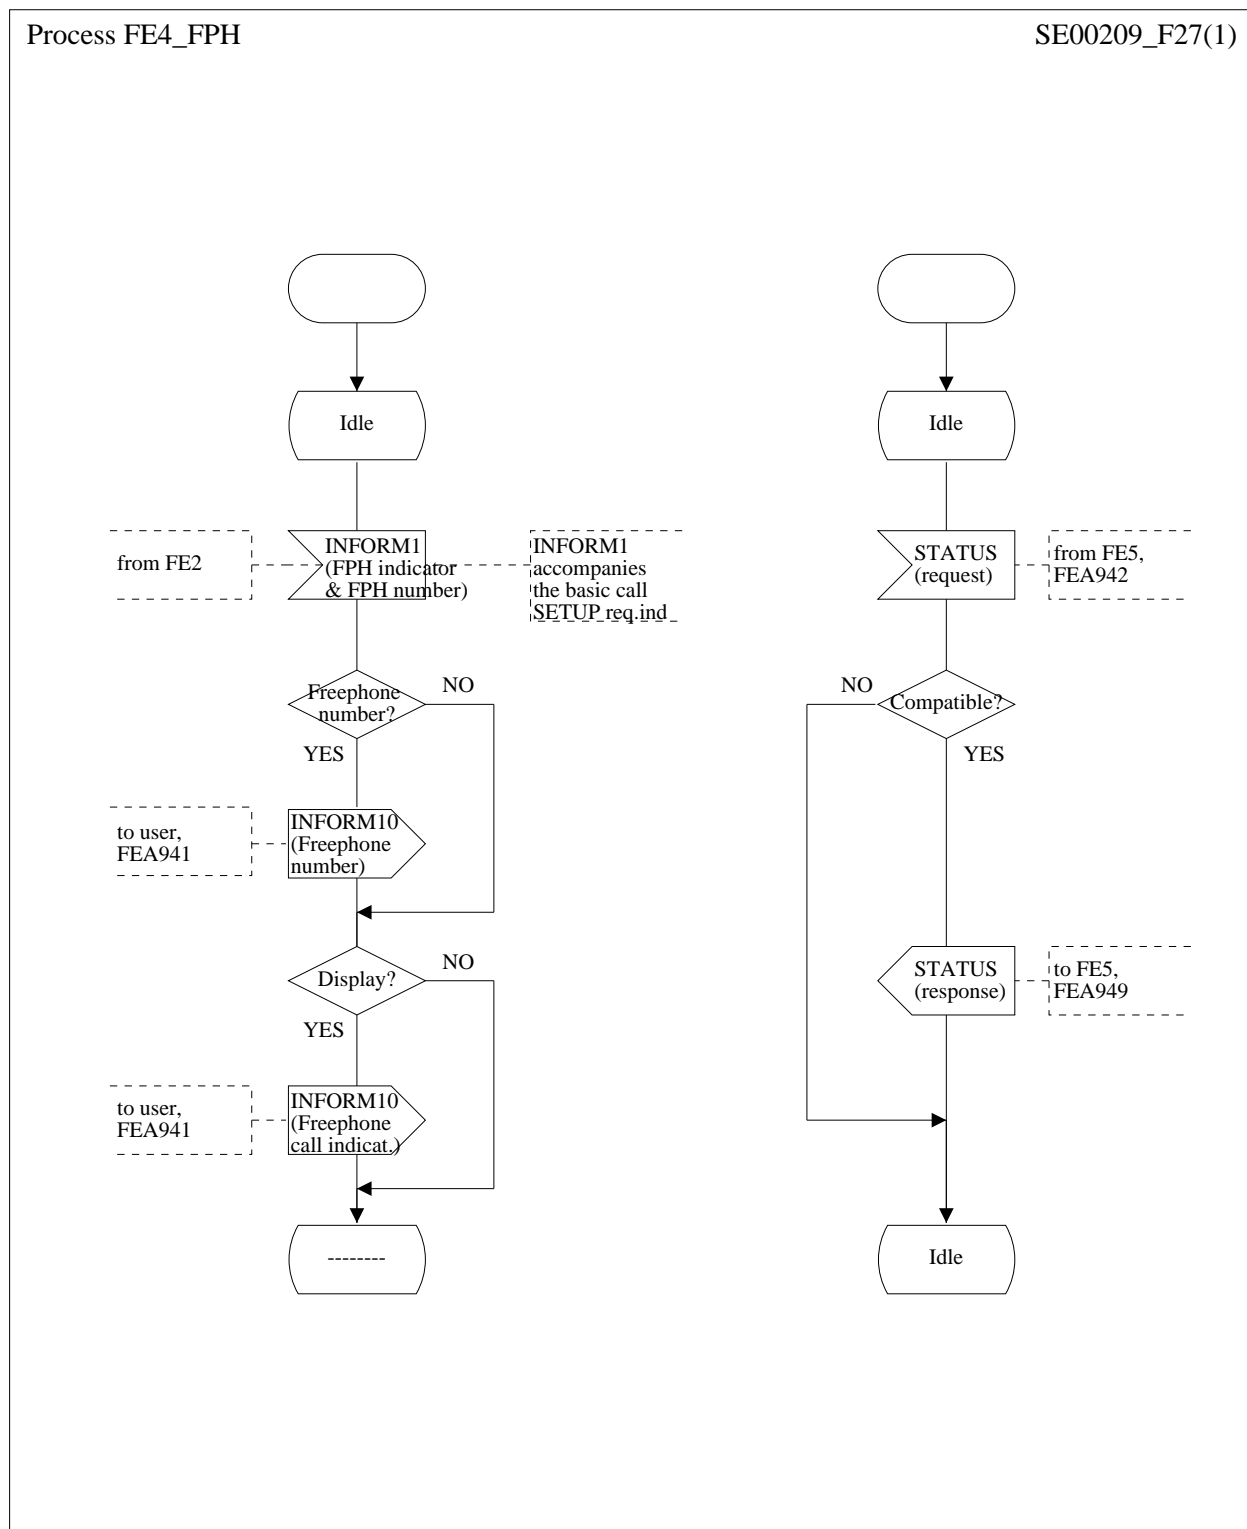 Process FE4_FPH
SE00209_F27(1)
Idle
from FE2
INFORM1
(FPH indicator
& FPH number)
INFORM1
accompanies
the basic call
SETUP req.ind
Freephone
number?
NO
YES
to user,
FEA941
INFORM10
(Freephone
number)
Display?
NO
YES
to user,
FEA941
INFORM10
(Freephone
call indicat.)
--------
Idle
STATUS
(request)
from FE5,
FEA942
NO
Compatible?
YES
STATUS
(response)
to FE5,
FEA949
Idle